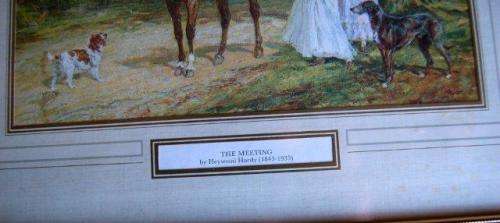 THE MEETING
by Heywood Hardy (1843-1933)